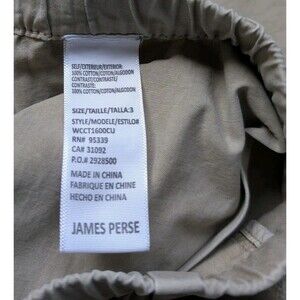 SELF/EXTERIEUR/EXTERIOR:
100% COTTON/COTON/ALGODON
CONTRAST/CONTRASTE/
CONTRASTE:
100% COTTON/COTON/ALGODON
SIZE/TAILLE/TALLA:3
STYLE/MODELE/ESTILO#
WCCT1600CU
RN# 95339
CA# 31092
P.O.# 2928500
MADE IN CHINA
FABRIQUE EN CHINE
HECHO EN CHINA
JAMES PERSE